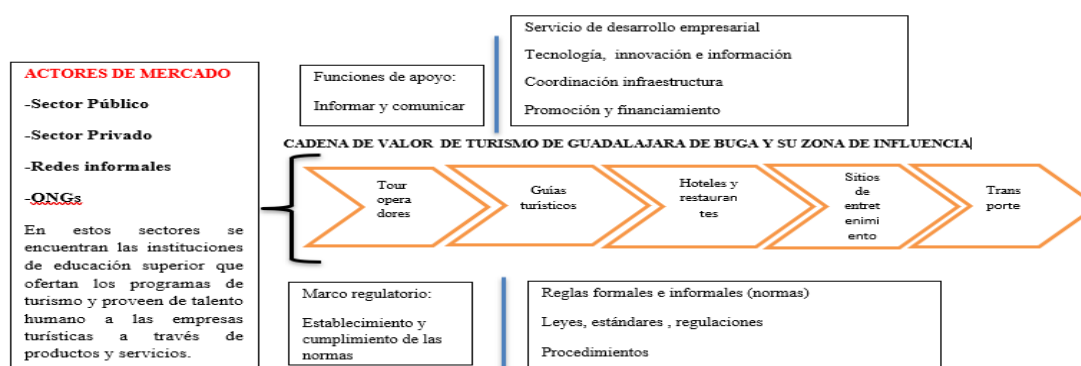 ACTORES DE MERCADO
-Sector Público
-Sector Privado
-Redes informales
-ONGs
En estos sectores se
encuentran las instituciones
de educación superior que
ofertan los programas de
turismo y proveen de talento
humano a las empresas
turísticas a través de
productos y servicios.
Funciones de apoyo:
Informar y comunicar
Servicio de desarrollo empresarial
Tecnología, innovación e información
Coordinación infraestructura
Promoción y financiamiento
CADENA DE VALOR DE TURISMO DE GUADALAJARA DE BUGA Y SU ZONA DE INFLUENCIA
Tour
opera
dores
Guías
turísticos
Hoteles y
restauran
tes
Sitios
de
entret
enimi
ento
Trans
porte
Marco regulatorio:
Establecimiento y
cumplimiento de las
normas
Reglas formales e informales (normas)
Leyes, estándares , regulaciones
Procedimientos